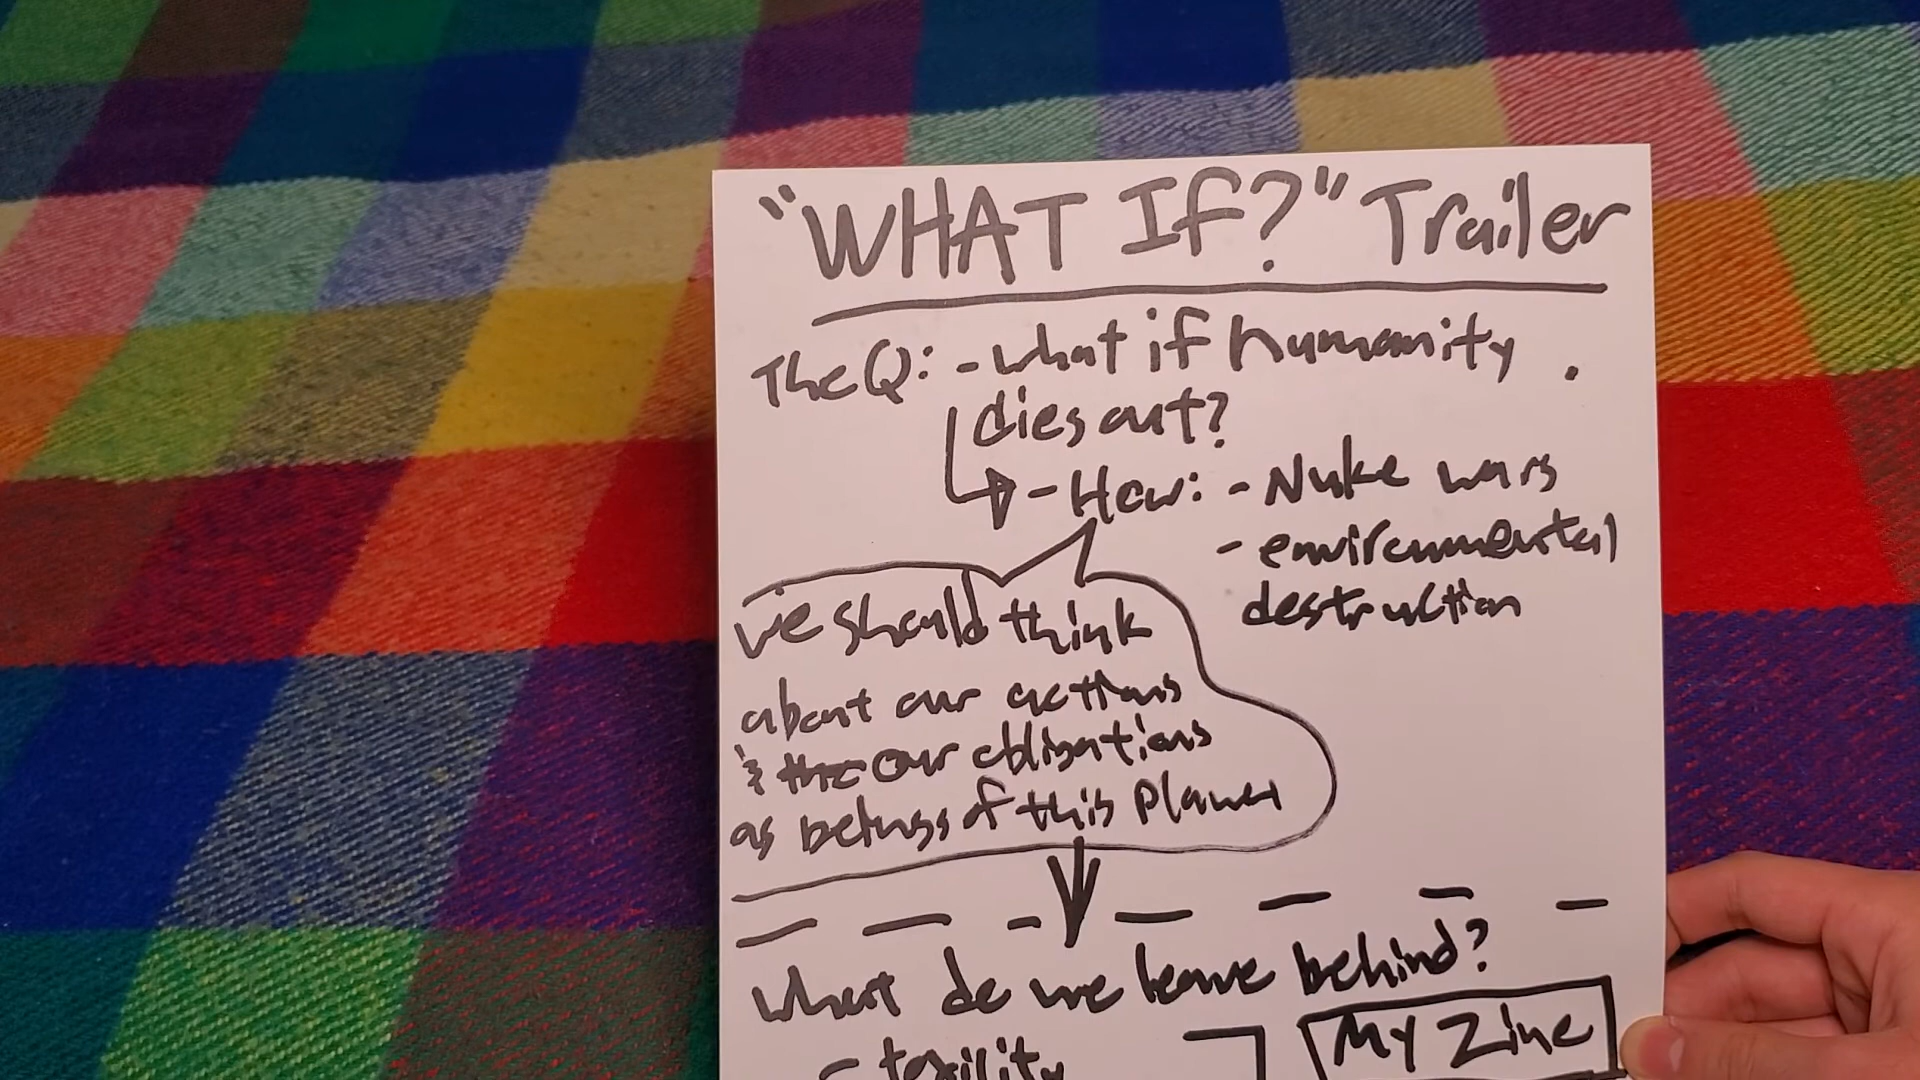 "WHAT If?" Trailer
The Q: - what if humanity
dies out?
- How: - Nuke wars
- environmental
destruction
we should think
about our actions
& the our obligations
as beings of this planet
what do we leave behind?
My Zine